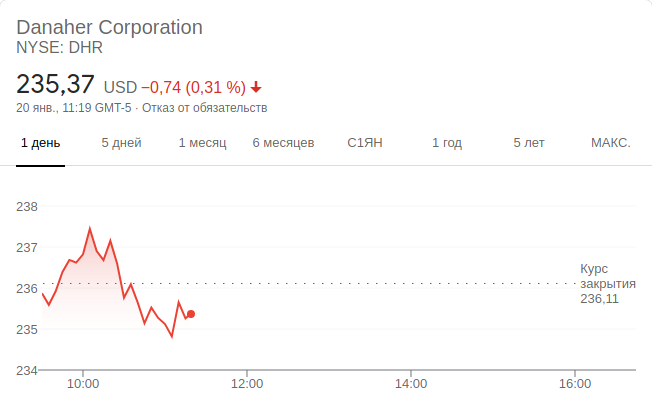 Danaher Corporation
NYSE: DHR
235,37 USD −0,74 (0,31 %)
20 янв., 11:19 GMT-5 · Отказ от обязательств
1 день 5 дней 1 месяц 6 месяцев С1ЯН 1 год 5 лет МАКС.
238
237
236
235
234
Курс
закрытия
236,11
10:00 12:00 14:00 16:00